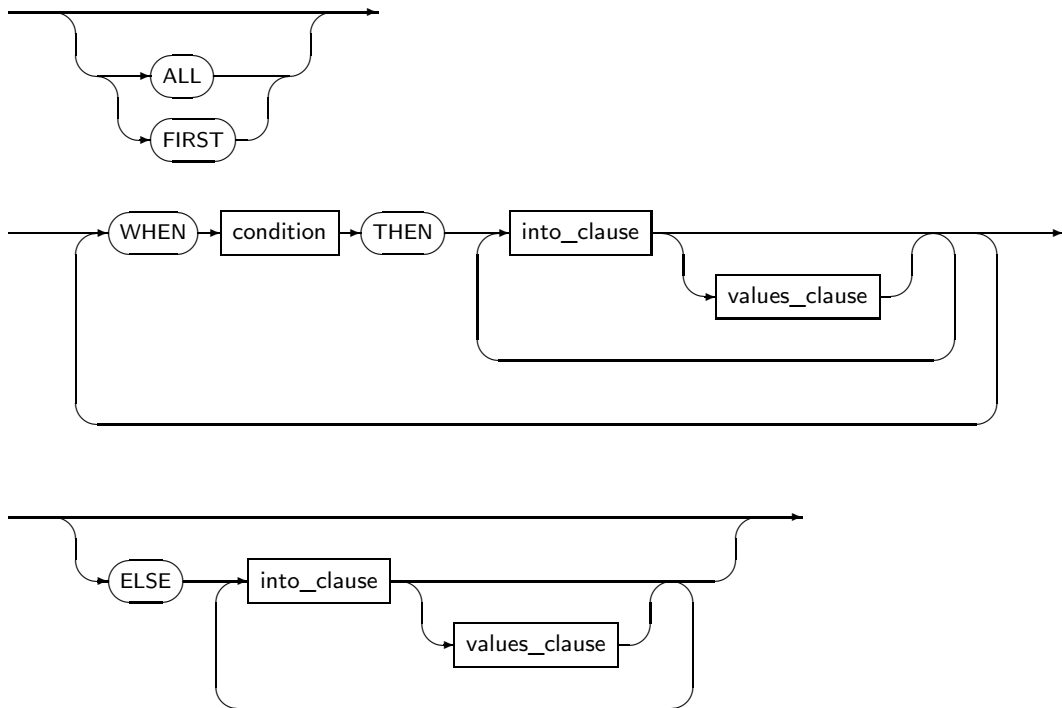 ALL
FIRST
WHEN condition THEN into_clause
values_clause
ELSE into_clause
values_clause